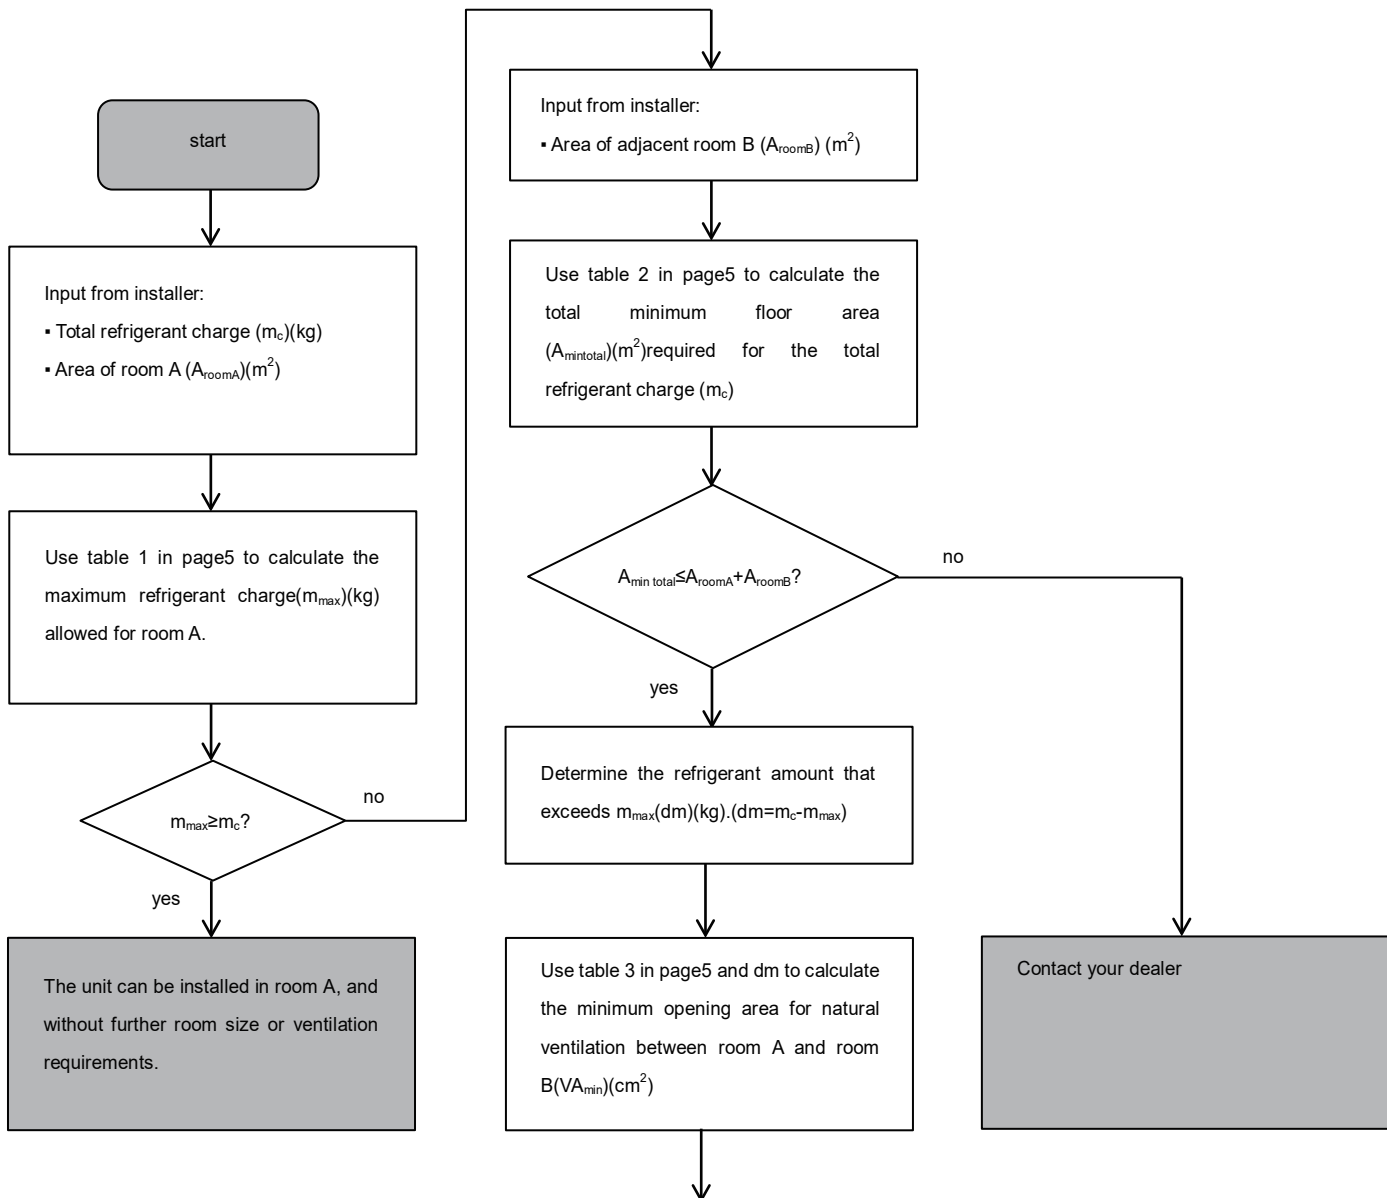 start
Input from installer:
▪ Total refrigerant charge (mc)(kg)
▪ Area of room A (AroomA)(m²)
Use table 1 in page5 to calculate the
maximum refrigerant charge(mmax)(kg)
allowed for room A.
mmax≥mc?
no
yes
The unit can be installed in room A, and
without further room size or ventilation
requirements.
Input from installer:
▪ Area of adjacent room B (AroomB) (m²)
Use table 2 in page5 to calculate the
total minimum floor area
(Amintotal)(m²)required for the total
refrigerant charge (mc)
Amin total≤AroomA+AroomB?
no
yes
Determine the refrigerant amount that
exceeds mmax(dm)(kg).(dm=mc-mmax)
Use table 3 in page5 and dm to calculate
the minimum opening area for natural
ventilation between room A and room
B(VAmin)(cm²)
Contact your dealer